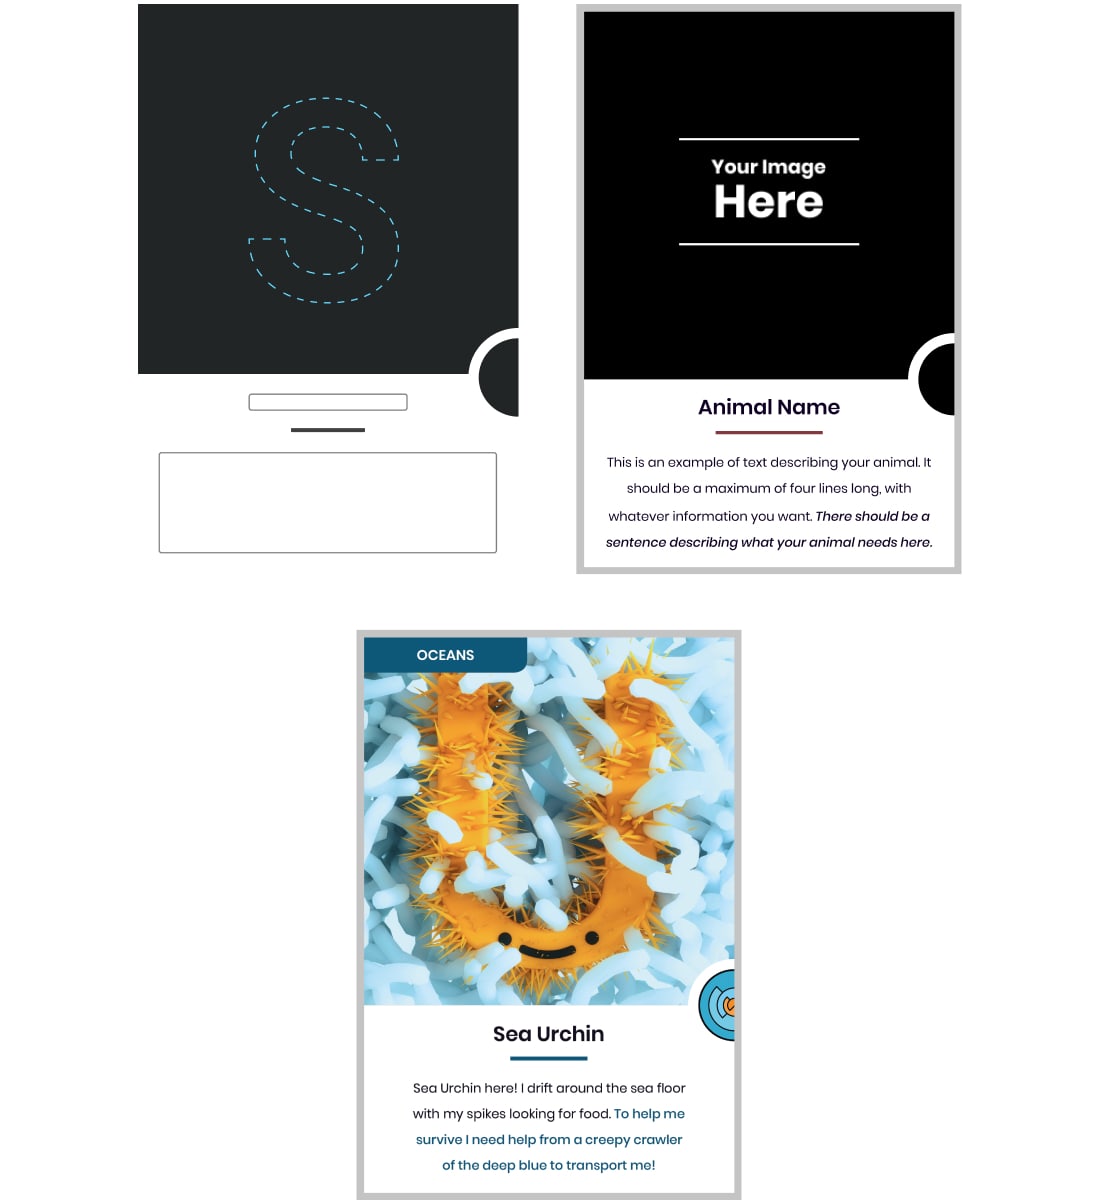 S
Your Image
Here
Animal Name
This is an example of text describing your animal. It
should be a maximum of four lines long, with
whatever information you want. There should be a
sentence describing what your animal needs here.
OCEANS
Sea Urchin
Sea Urchin here! I drift around the sea floor
with my spikes looking for food. To help me
survive I need help from a creepy crawler
of the deep blue to transport me!